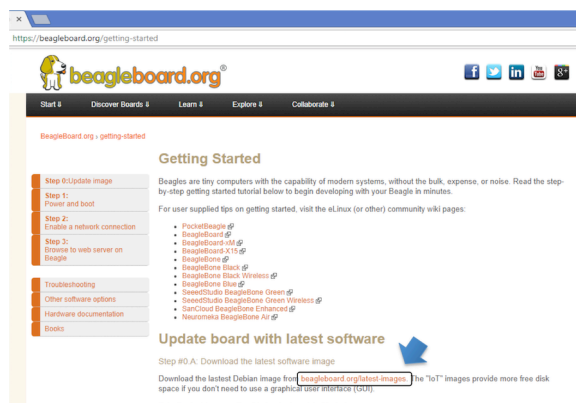 https://beagleboard.org/getting-started
beagleboard.org®
Start
Discover Boards
Learn
Explore
Collaborate
BeagleBoard.org › getting-started
Getting Started
Step 0:Update image
Step 1:
Power and boot
Step 2:
Enable a network connection
Step 3:
Browse to web server on
Beagle
Troubleshooting
Other software options
Hardware documentation
Books
Beagles are tiny computers with the capability of modern systems, without the bulk, expense, or noise. Read the step-
by-step getting started tutorial below to begin developing with your Beagle in minutes.
For user supplied tips on getting started, visit the eLinux (or other) community wiki pages:
PocketBeagle
BeagleBoard
BeagleBoard-xM
BeagleBoard-X15
BeagleBone
BeagleBone Black
BeagleBone Black Wireless
BeagleBone Blue
SeeedStudio BeagleBone Green
SeeedStudio BeagleBone Green Wireless
SanCloud BeagleBone Enhanced
Neuromeka BeagleBone Air
Update board with latest software
Step #0.A: Download the latest software image
Download the lastest Debian image from beagleboard.org/latest-images. The "IoT" images provide more free disk
space if you don't need to use a graphical user interface (GUI).
f
in
You
Tube
g+